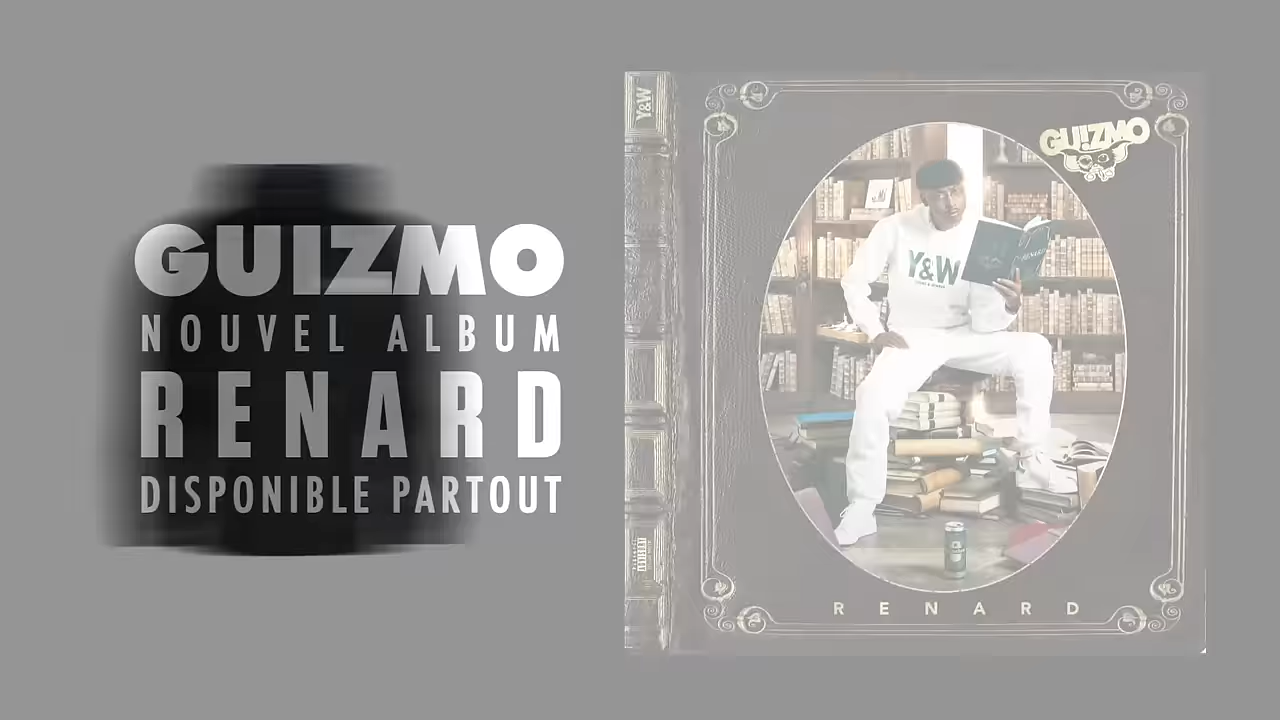 GUIZMO
NOUVEL ALBUM
RENARD
DISPONIBLE PARTOUT
Y&W
GUIZMO
Y&W
RENARD